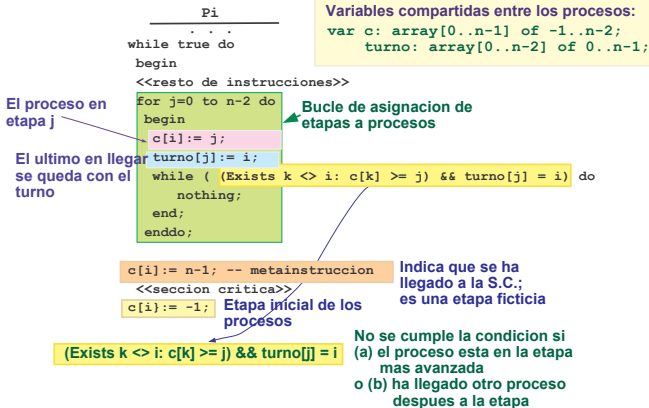 Pi
. . .
while true do
begin
<<resto de instrucciones>>
for j=0 to n-2 do
begin
c[i]:= j;
turno[j]:= i;
while ( (Exists k <> i: c[k] >= j) && turno[j] = i) do
nothing;
end;
enddo;
c[i]:= n-1; -- metainstruccion
<<seccion critica>>
c[i}:= -1;
Variables compartidas entre los procesos:
var c: array[0..n-1] of -1..n-2;
turno: array[0..n-2] of 0..n-1;
El proceso en
etapa j
El ultimo en llegar
se queda con el
turno
Bucle de asignacion de
etapas a procesos
Indica que se ha
llegado a la S.C.;
es una etapa ficticia
Etapa inicial de los
procesos
(Exists k <> i: c[k] >= j) && turno[j] = i
No se cumple la condicion si
(a) el proceso esta en la etapa
mas avanzada
o (b) ha llegado otro proceso
despues a la etapa